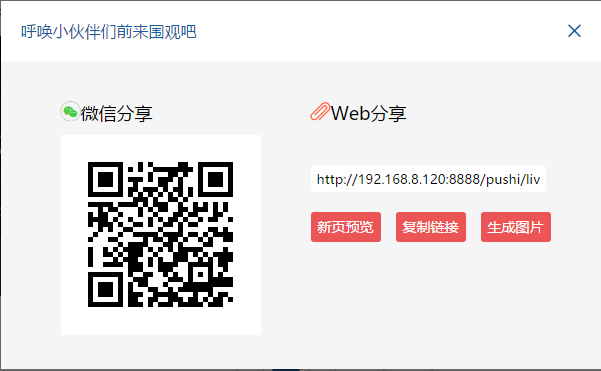 呼唤小伙伴们前来围观吧
微信分享
Web分享
http://192.168.8.120:8888/pushi/liv
新页预览 复制链接 生成图片